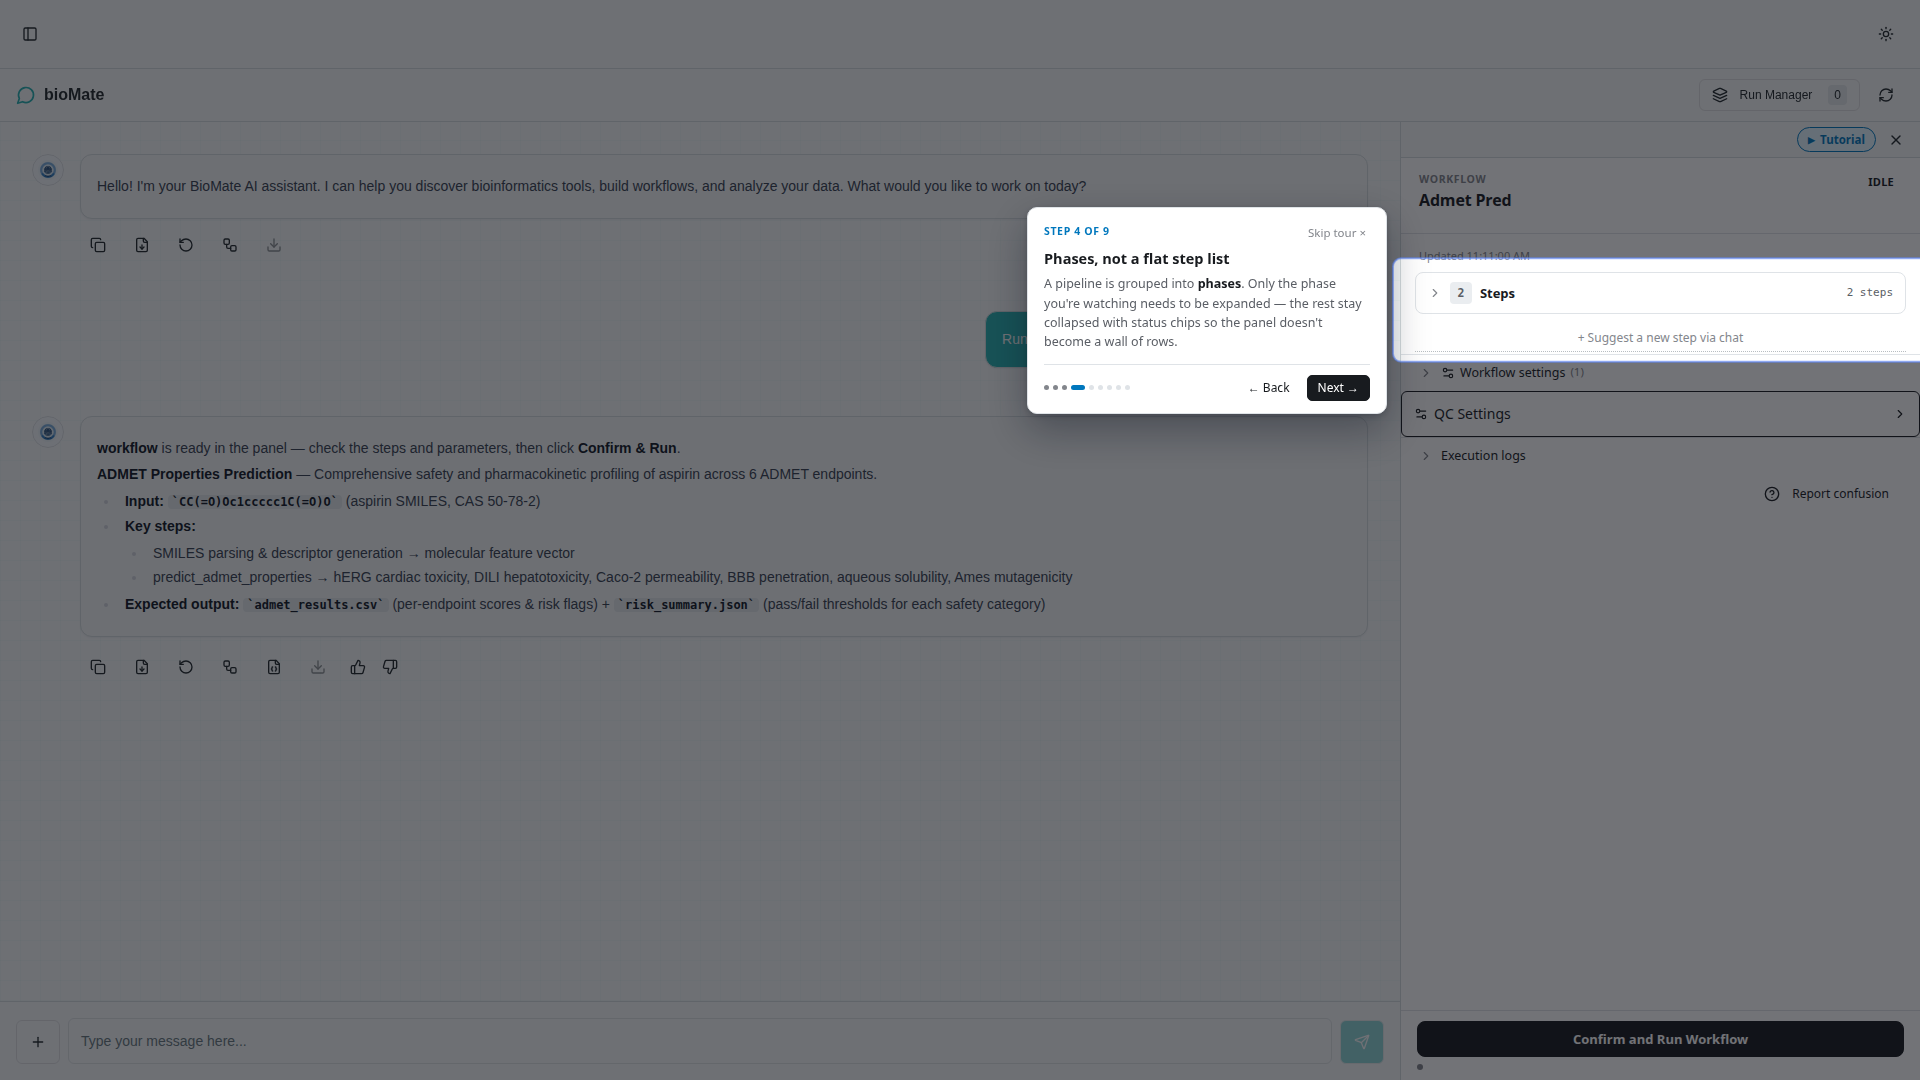 bioMate
Run Manager 0
Hello! I'm your BioMate AI assistant. I can help you discover bioinformatics tools, build workflows, and analyze your data. What would you like to work on today?
Run
workflow is ready in the panel — check the steps and parameters, then click Confirm & Run.
ADMET Properties Prediction — Comprehensive safety and pharmacokinetic profiling of aspirin across 6 ADMET endpoints.
Input: `CC(=O)Oc1ccccc1C(=O)O` (aspirin SMILES, CAS 50-78-2)
Key steps:
SMILES parsing & descriptor generation → molecular feature vector
predict_admet_properties → hERG cardiac toxicity, DILI hepatotoxicity, Caco-2 permeability, BBB penetration, aqueous solubility, Ames mutagenicity
Expected output: `admet_results.csv` (per-endpoint scores & risk flags) + `risk_summary.json` (pass/fail thresholds for each safety category)
Type your message here...
STEP 4 OF 9
Skip tour ×
Phases, not a flat step list
A pipeline is grouped into phases. Only the phase
you're watching needs to be expanded — the rest stay
collapsed with status chips so the panel doesn't
become a wall of rows.
← Back
Next →
▶ Tutorial
WORKFLOW
IDLE
Admet Pred
Updated 11:11:00 AM
2 Steps 2 steps
+ Suggest a new step via chat
Workflow settings (1)
QC Settings
Execution logs
Report confusion
Confirm and Run Workflow